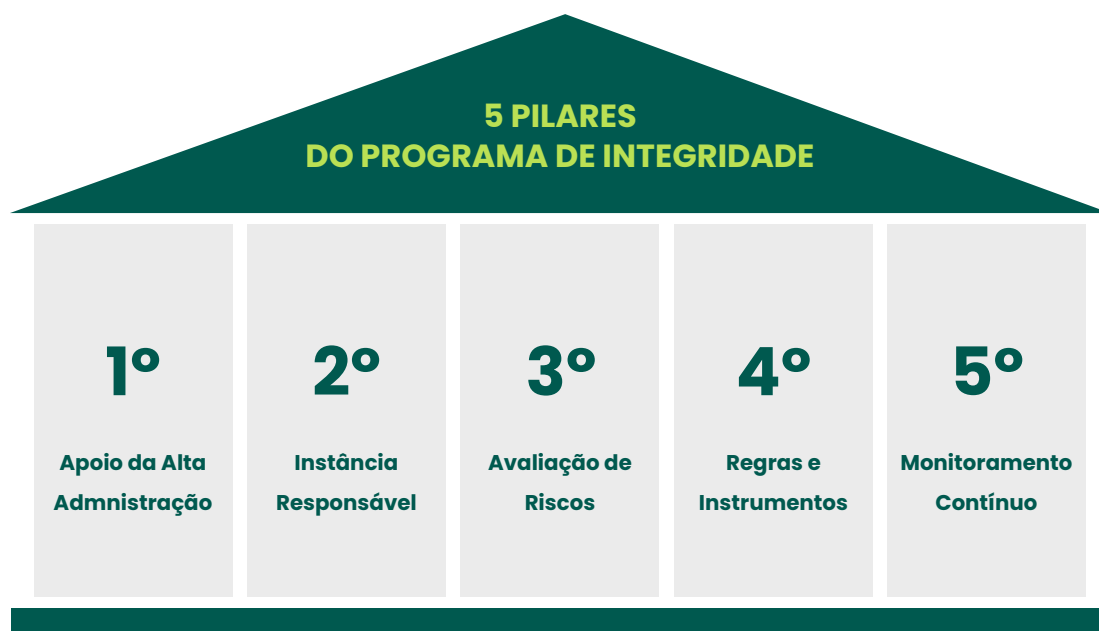 5 PILARES
DO PROGRAMA DE INTEGRIDADE
1º
Apoio da Alta
Admnistração
2º
Instância
Responsável
3º
Avaliação de
Riscos
4º
Regras e
Instrumentos
5º
Monitoramento
Contínuo